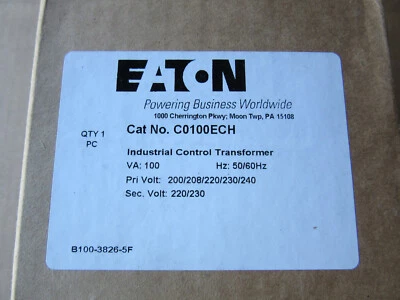 EATON
Powering Business Worldwide
1000 Cherrington Pkwy; Moon Twp, PA 15108
QTY 1 Cat No. C0100ECH
PC
Industrial Control Transformer
VA: 100 Hz: 50/60Hz
Pri Volt: 200/208/220/230/240
Sec. Volt: 220/230
B100-3826-5F